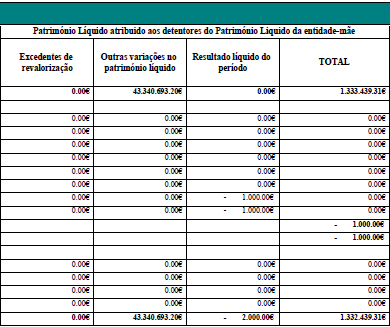 Património Líquido atribuído aos detentores do Património Líquido da entidade-mãe
Excedentes de revalorização Outras variações no património líquido Resultado líquido do período TOTAL
0.00€ 43.340.693.20€ 0.00€ 1.333.439.31€
0.00€ 0.00€ 0.00€ 0.00€
0.00€ 0.00€ 0.00€ 0.00€
0.00€ 0.00€ 0.00€ 0.00€
0.00€ 0.00€ 0.00€ 0.00€
0.00€ 0.00€ 0.00€ 0.00€
0.00€ 0.00€ 0.00€ 0.00€
0.00€ 0.00€ - 1.000.00€ 0.00€
0.00€ 0.00€ - 1.000.00€ 0.00€
- 1.000.00€
- 1.000.00€
0.00€ 0.00€ 0.00€ 0.00€
0.00€ 0.00€ 0.00€ 0.00€
0.00€ 0.00€ 0.00€ 0.00€
0.00€ 0.00€ 0.00€ 0.00€
0.00€ 43.340.693.20€ - 2.000.00€ 1.332.439.31€